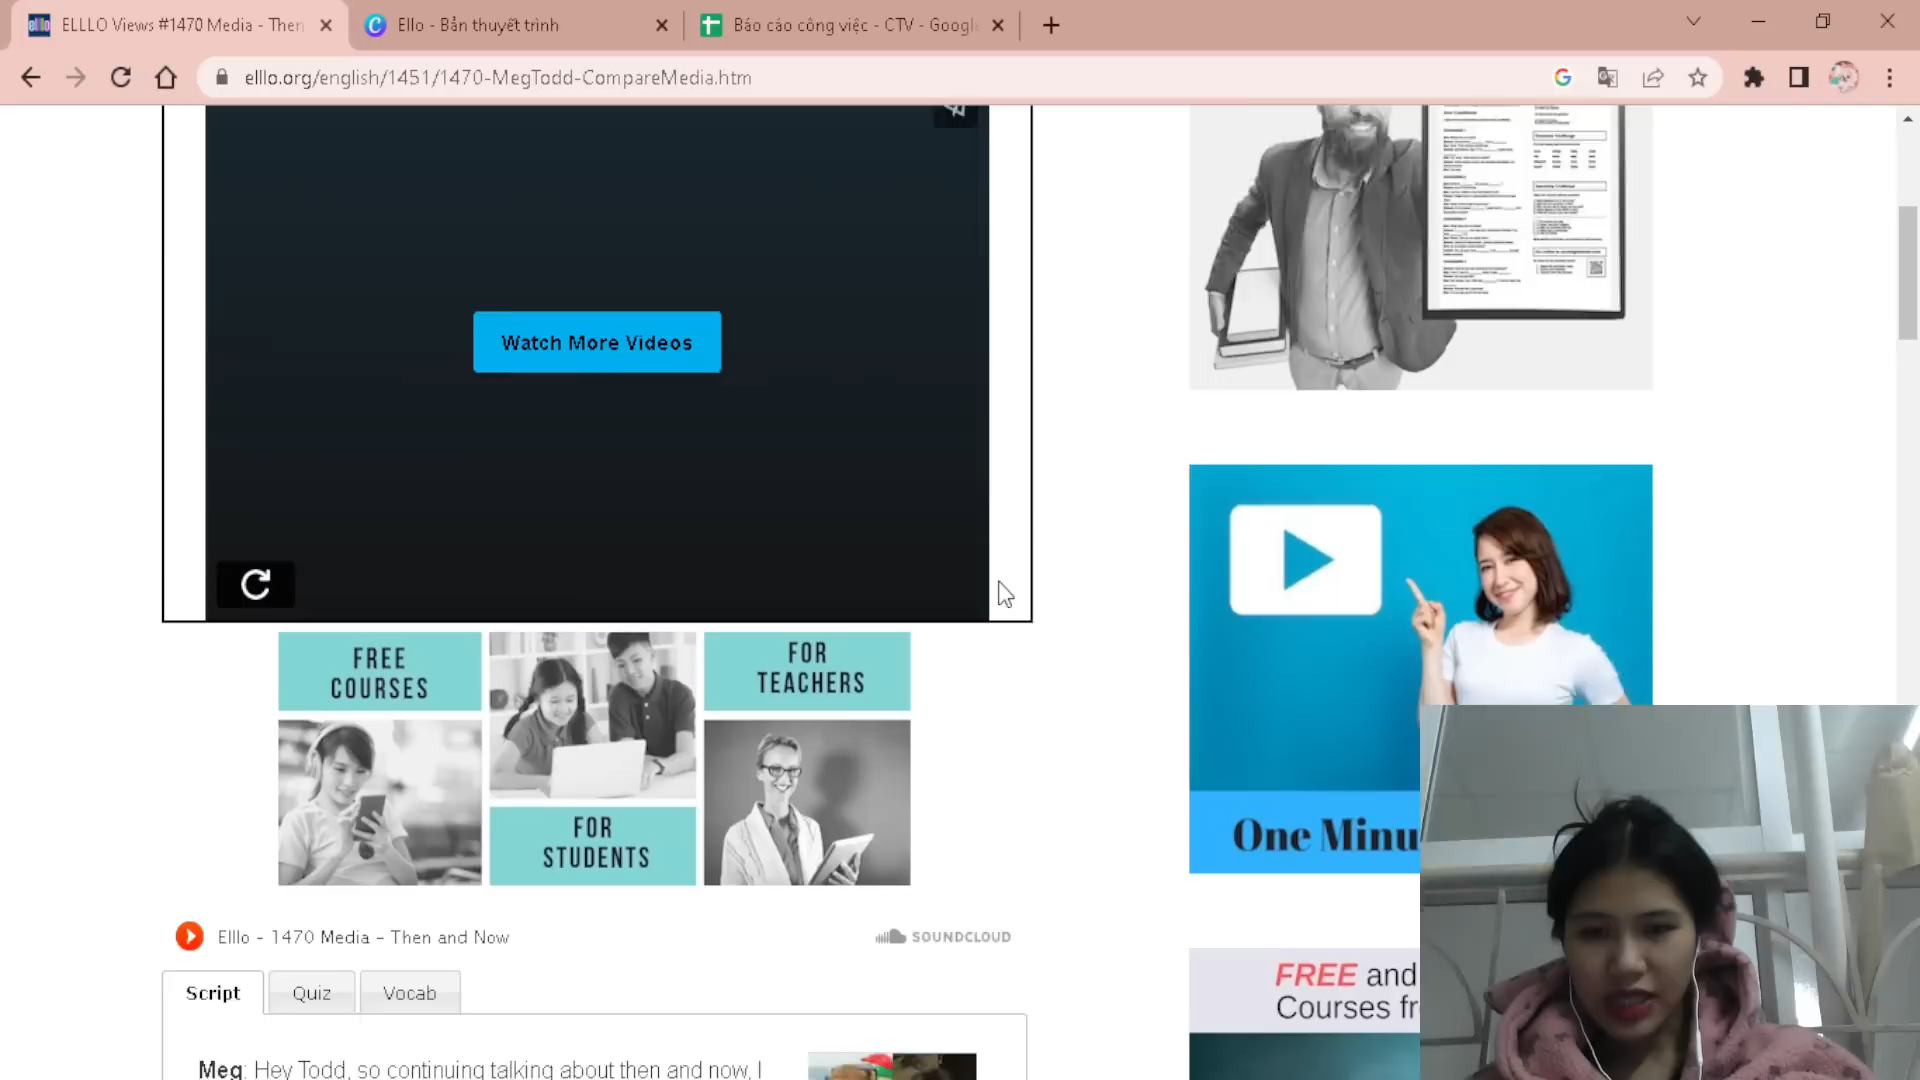 ELLLO Views #1470 Media - Then
Ello - Bản thuyết trình
Báo cáo công việc - CTV - Googl
elllo.org/english/1451/1470-MegTodd-CompareMedia.htm
Watch More Videos
FREE
COURSES
FOR
TEACHERS
FOR
STUDENTS
Elllo - 1470 Media – Then and Now
SOUNDCLOUD
Script
Quiz
Vocab
Meg: Hey Todd, so continuing talking about then and now, I
One Minu
FREE and
Courses fr